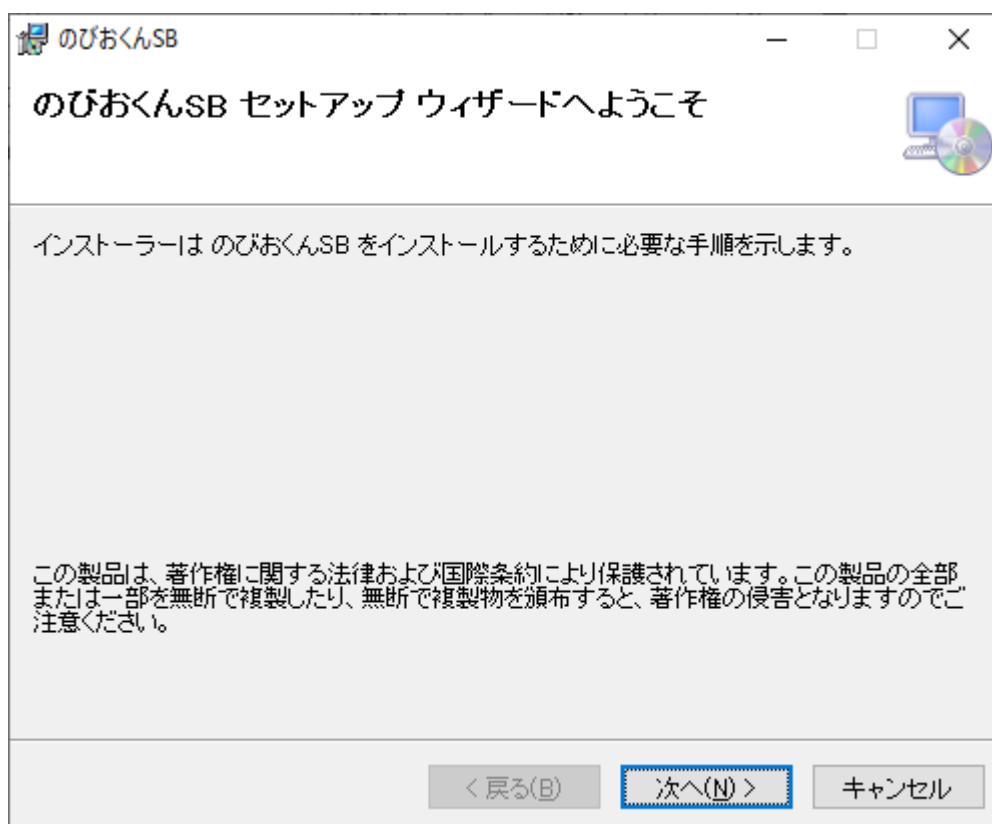 のびおくんSB
のびおくんSB セットアップ ウィザードへようこそ
インストーラーは のびおくんSB をインストールするために必要な手順を示します。
この製品は、著作権に関する法律および国際条約により保護されています。この製品の全部
または一部を無断で複製したり、無断で複製物を頒布すると、著作権の侵害となりますのでご
注意ください。
< 戻る(B)
次へ(N) >
キャンセル